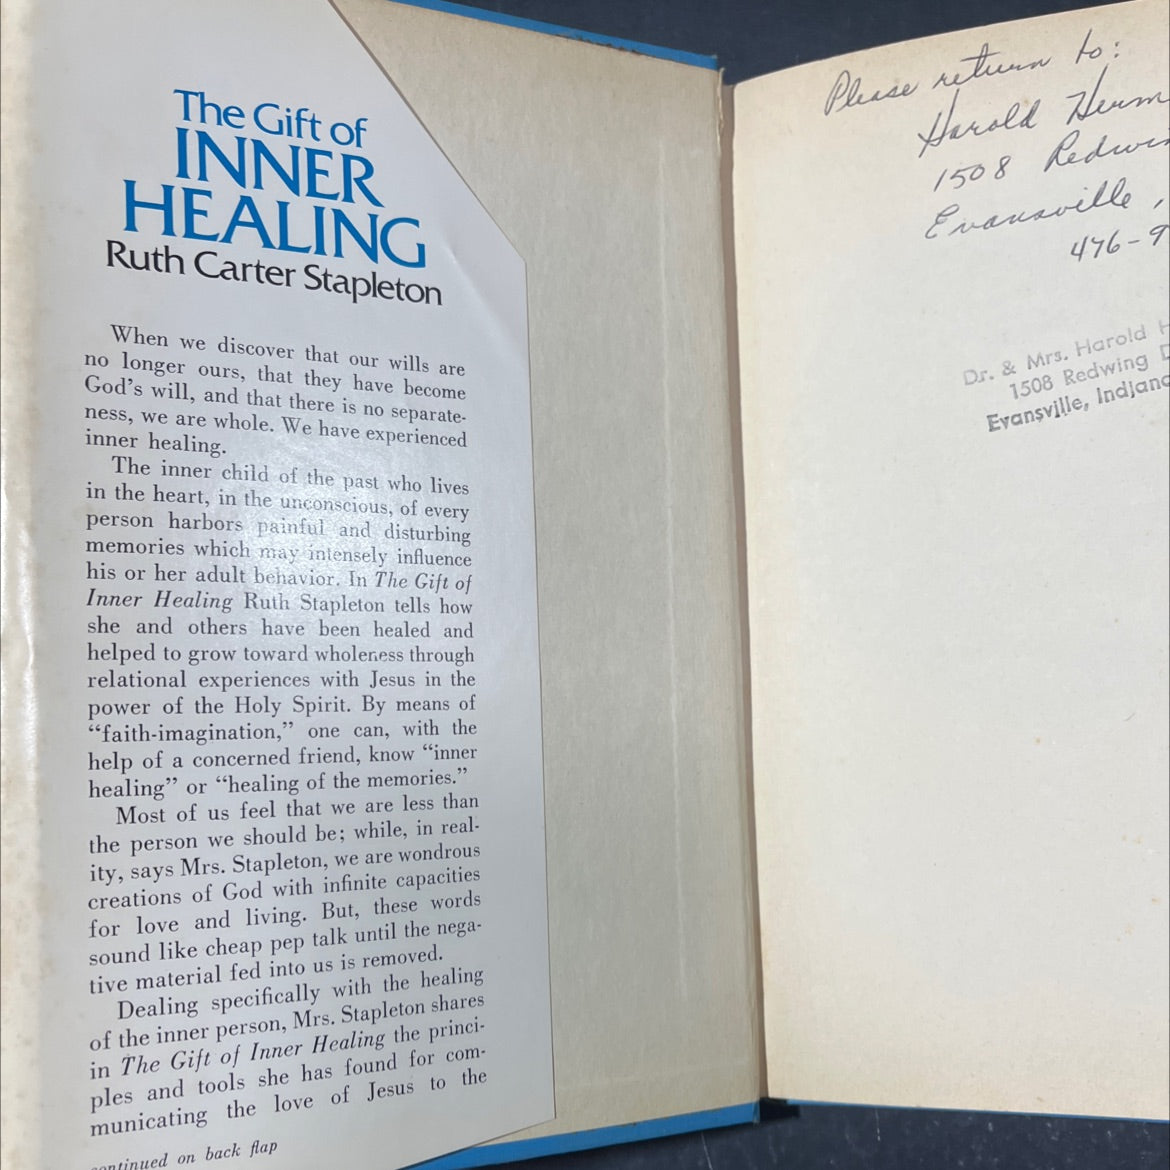 The Gift of
INNER
HEALING
Ruth Carter Stapleton
When we discover that our wills are
no longer ours, that they have become
God's will, and that there is no separate-
ness, we are whole. We have experienced
inner healing.
The inner child of the past who lives
in the heart, in the unconscious, of every
person harbors painful and disturbing
memories which may intensely influence
his or her adult behavior. In The Gift of
Inner Healing Ruth Stapleton tells how
she and others have been healed and
helped to grow toward wholeness through
relational experiences with Jesus in the
power of the Holy Spirit. By means of
“faith-imagination,” one can, with the
help of a concerned friend, know “inner
healing” or “healing of the memories.”
Most of us feel that we are less than
the person we should be; while, in real-
ity, says Mrs. Stapleton, we are wondrous
creations of God with infinite capacities
for love and living. But, these words
sound like cheap pep talk until the nega-
tive material fed into us is removed.
Dealing specifically with the healing
of the inner person, Mrs. Stapleton shares
in The Gift of Inner Healing the princi-
ples and tools she has found for com-
municating the love of Jesus to the
continued on back flap
Please return to:
Harold
1508
Evansville,
476-9
Dr. & Mrs. Harold H
1508 Redwing D
Evansville, Indiana